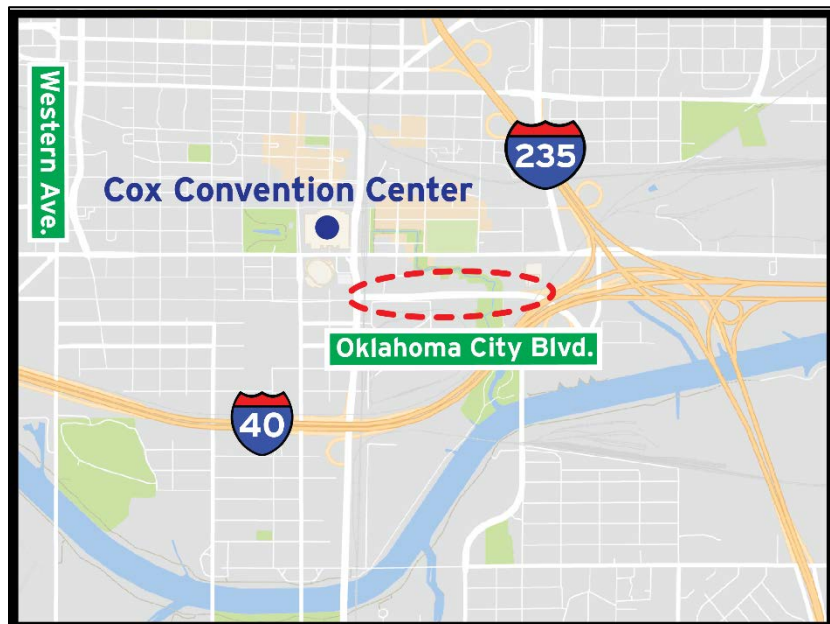 Western Ave.
235
Cox Convention Center
Oklahoma City Blvd.
40